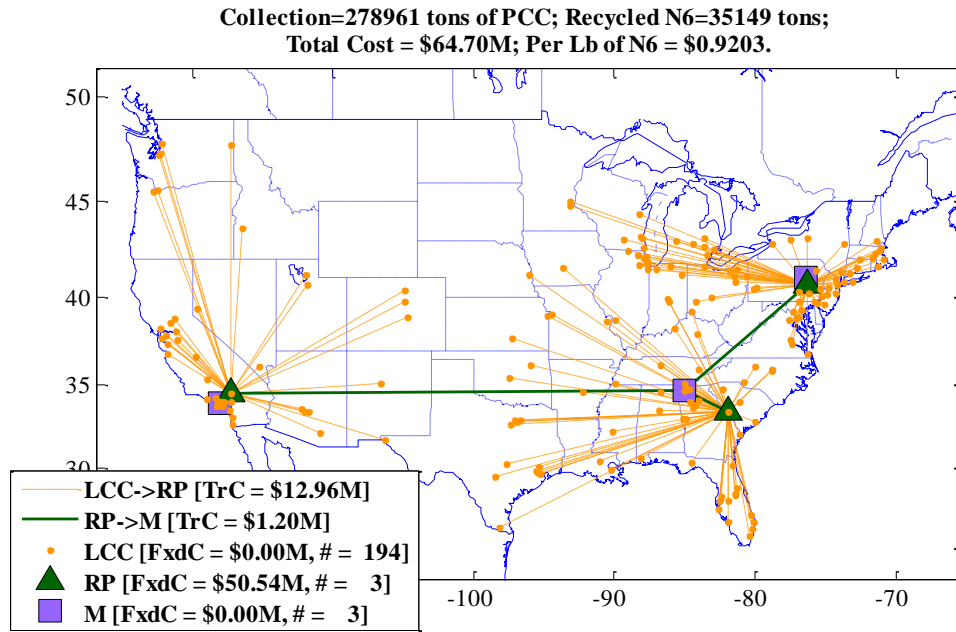 Collection=278961 tons of PCC; Recycled N6=35149 tons;
Total Cost = $64.70M; Per Lb of N6 = $0.9203.
50
45
40
35
30
-100
-90
-80
-70
LCC->RP [TrC = $12.96M]
RP->M [TrC = $1.20M]
LCC [FxdC = $0.00M, # = 194]
RP [FxdC = $50.54M, # = 3]
M [FxdC = $0.00M, # = 3]